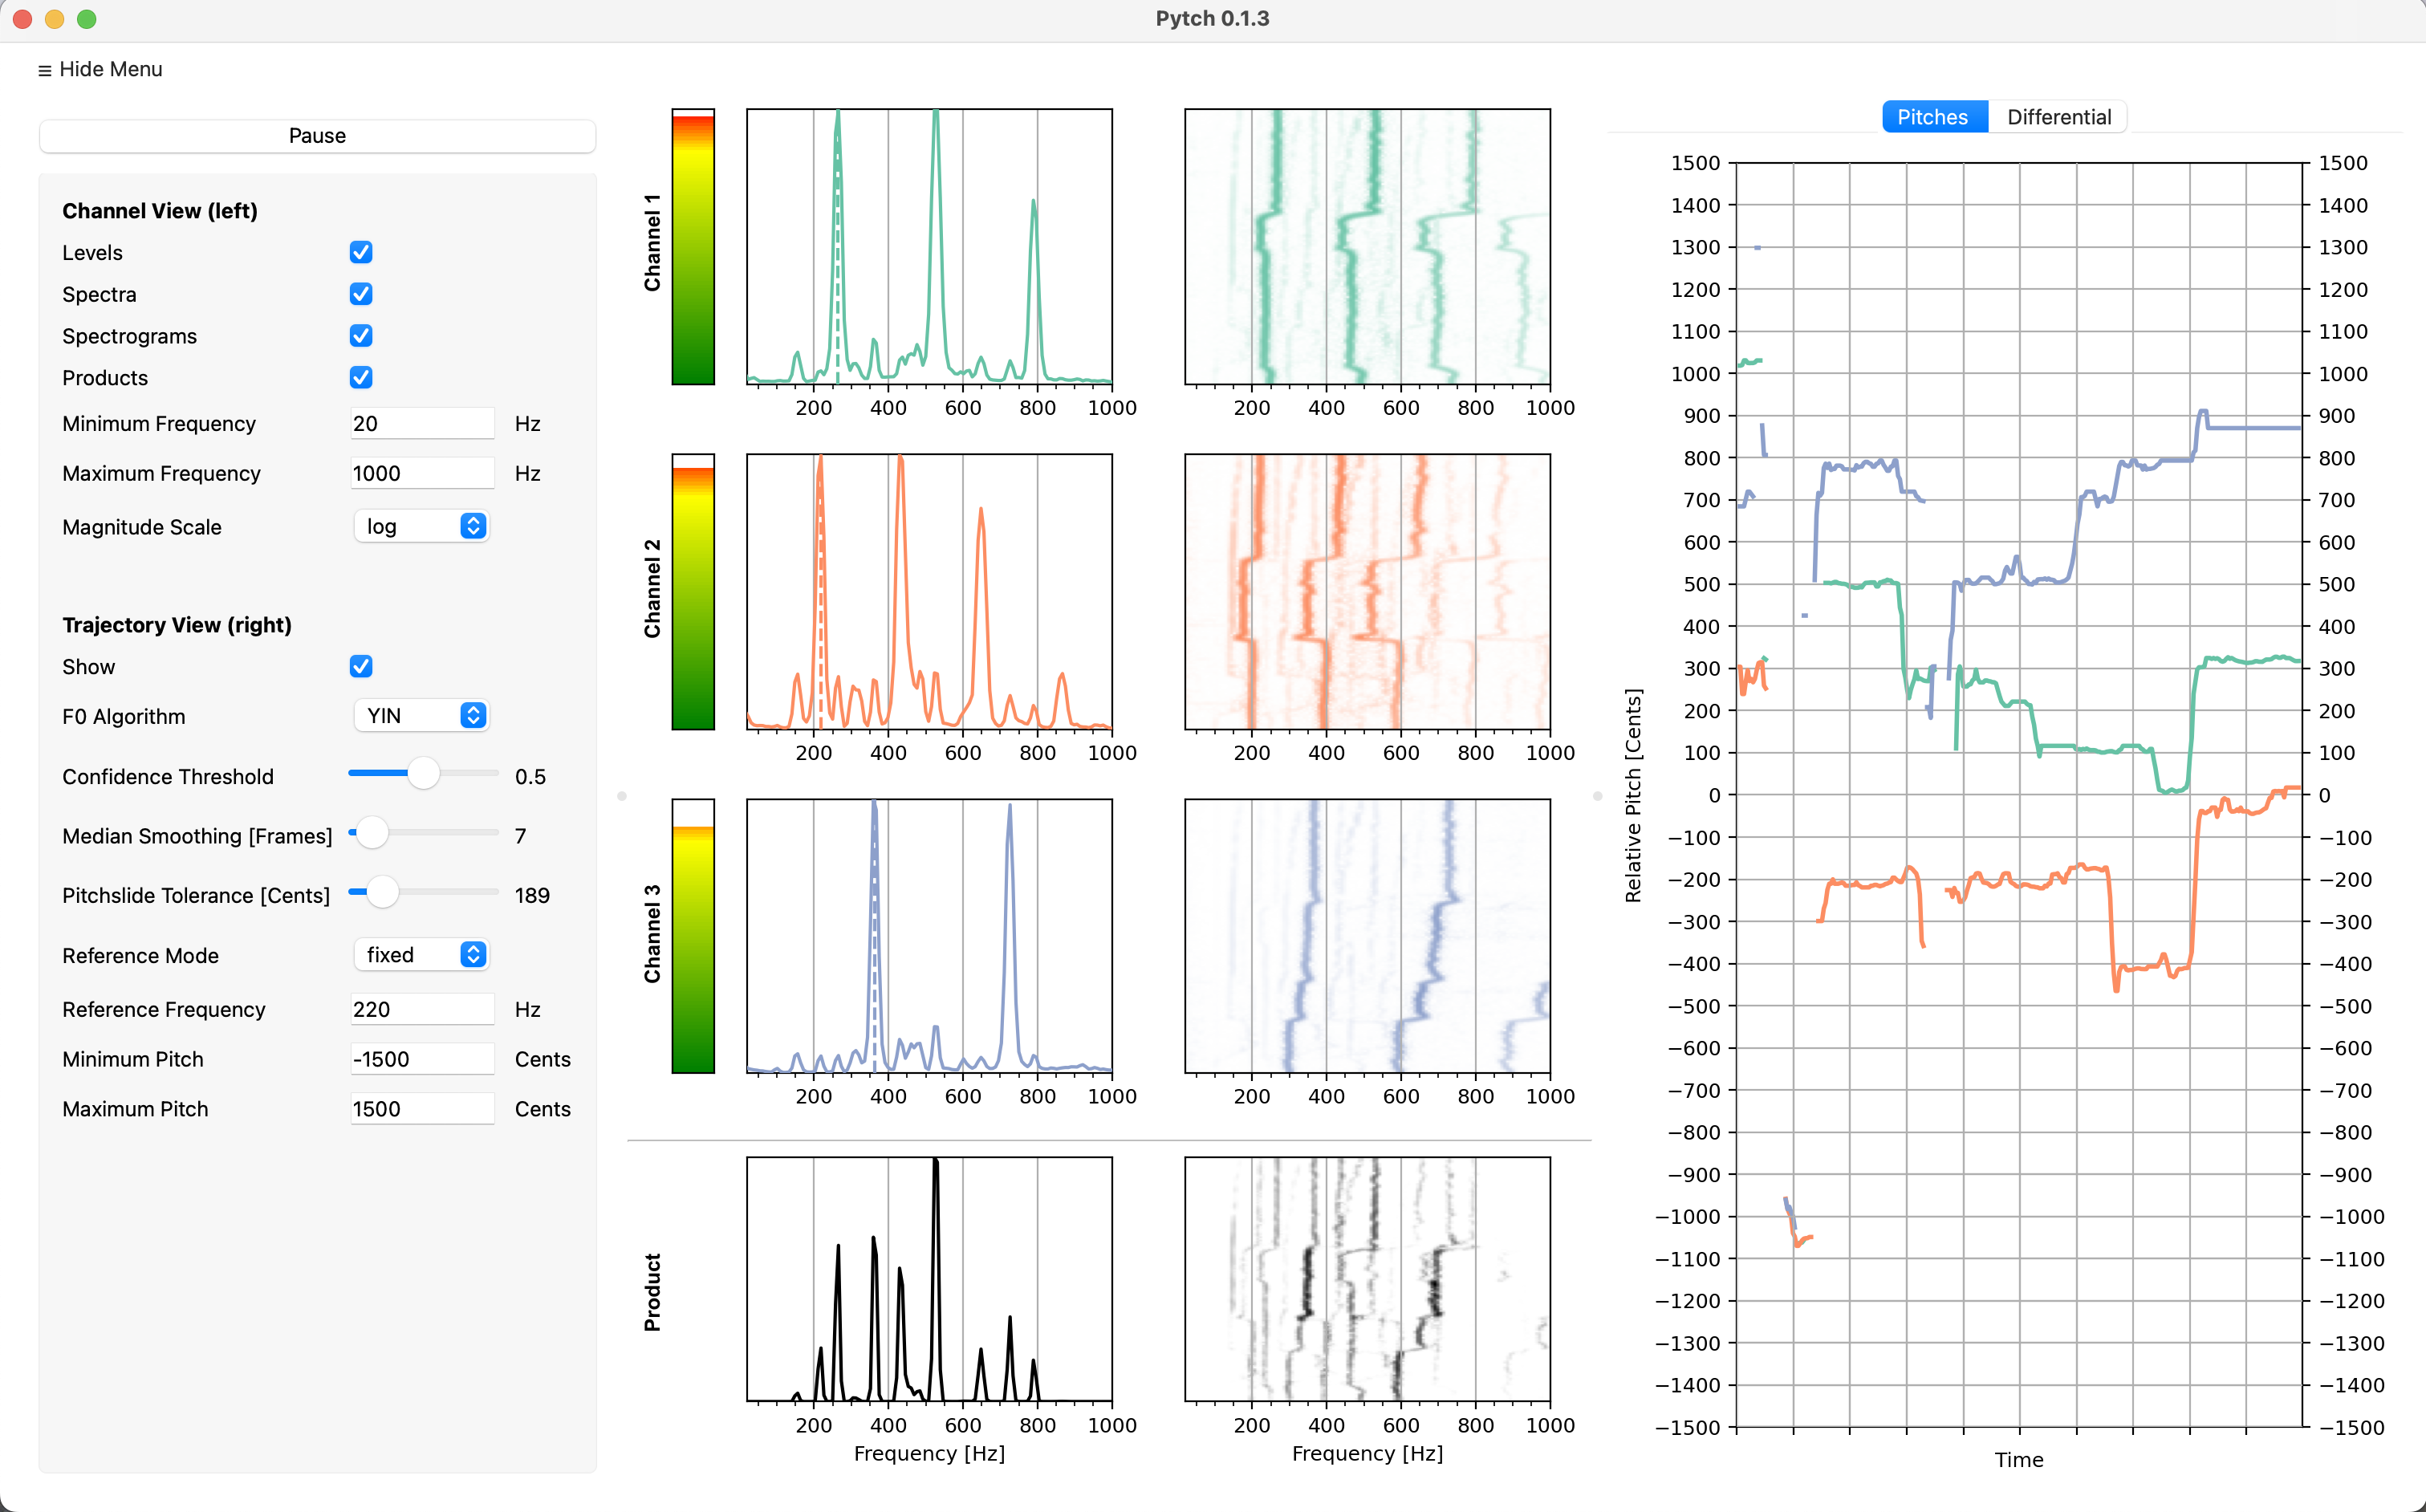 Pytch 0.1.3
≡ Hide Menu
Pause
Channel View (left)
Levels
Spectra
Spectrograms
Products
Minimum Frequency 20 Hz
Maximum Frequency 1000 Hz
Magnitude Scale log
Trajectory View (right)
Show
F0 Algorithm YIN
Confidence Threshold 0.5
Median Smoothing [Frames] 7
Pitchslide Tolerance [Cents] 189
Reference Mode fixed
Reference Frequency 220 Hz
Minimum Pitch -1500 Cents
Maximum Pitch 1500 Cents
Channel 1
200 400 600 800 1000
200 400 600 800 1000
Channel 2
200 400 600 800 1000
200 400 600 800 1000
Channel 3
200 400 600 800 1000
200 400 600 800 1000
Product
200 400 600 800 1000
Frequency [Hz]
200 400 600 800 1000
Frequency [Hz]
Pitches Differential
Relative Pitch [Cents]
1500 1500
1400 1400
1300 1300
1200 1200
1100 1100
1000 1000
900 900
800 800
700 700
600 600
500 500
400 400
300 300
200 200
100 100
0 0
−100 −100
−200 −200
−300 −300
−400 −400
−500 −500
−600 −600
−700 −700
−800 −800
−900 −900
−1000 −1000
−1100 −1100
−1200 −1200
−1300 −1300
−1400 −1400
−1500 −1500
Time